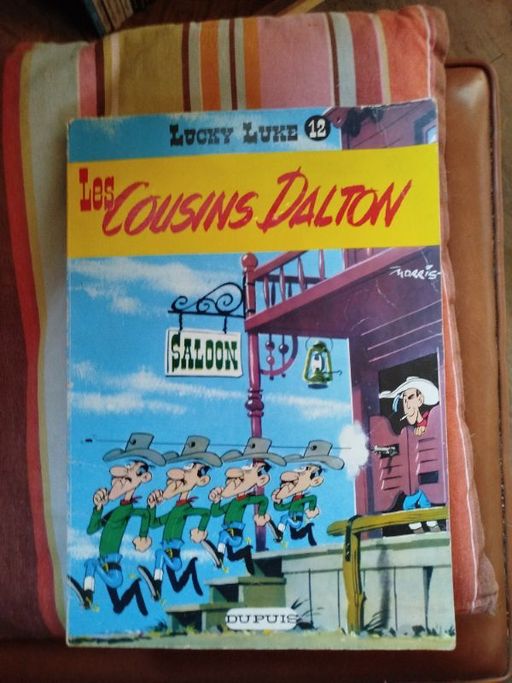 LUCKY LUKE 12
Les COUSINS DALTON
MORRIS
SALOON
DUPUIS